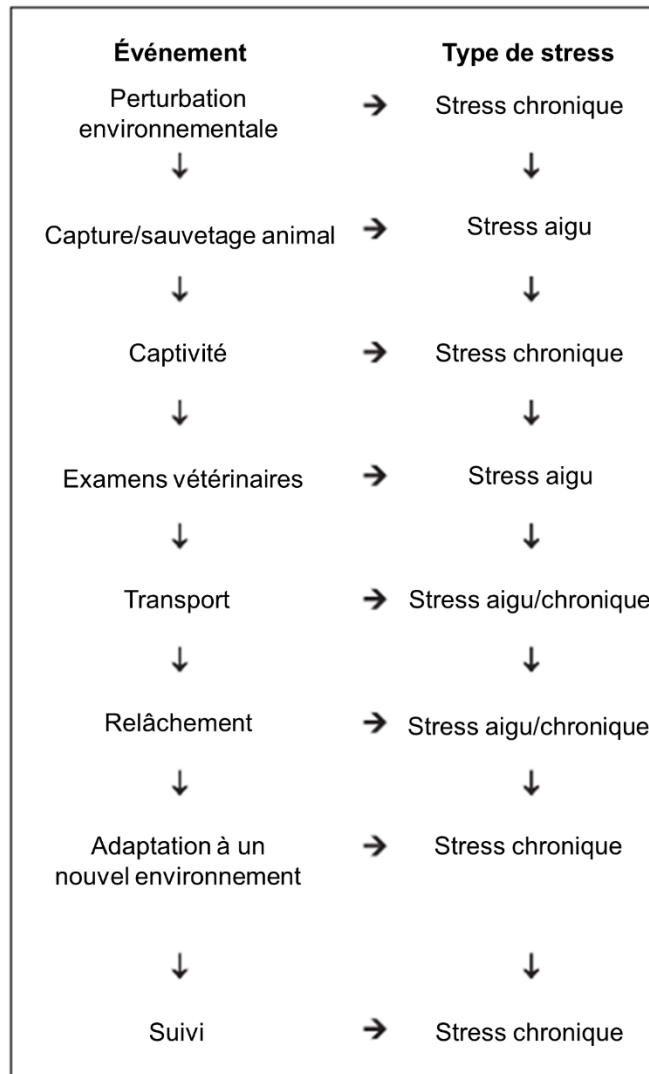 Événement Type de stress
Perturbation
environnementale → Stress chronique
↓ ↓
Capture/sauvetage animal → Stress aigu
↓ ↓
Captivité → Stress chronique
↓ ↓
Examens vétérinaires → Stress aigu
↓ ↓
Transport → Stress aigu/chronique
↓ ↓
Relâchement → Stress aigu/chronique
↓ ↓
Adaptation à un → Stress chronique
nouvel environnement
↓ ↓
Suivi → Stress chronique